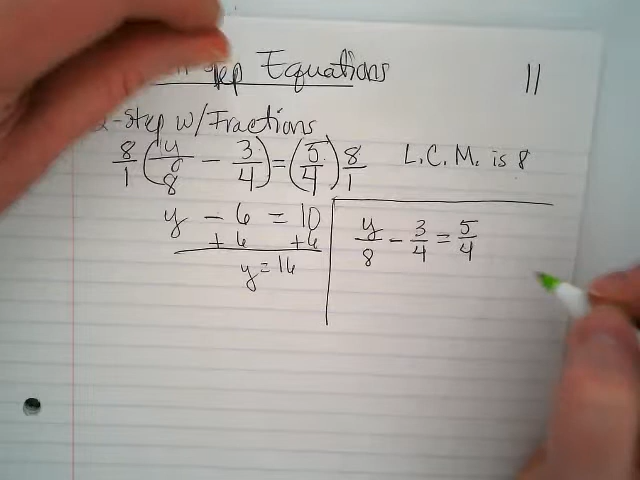 Step Equations
11
2-Step w/ Fractions
8/1 (y/8 - 3/4) = (5/4) 8/1
L.C.M. is 8
y - 6 = 10
+6 +6
y = 16
y/8 - 3/4 = 5/4